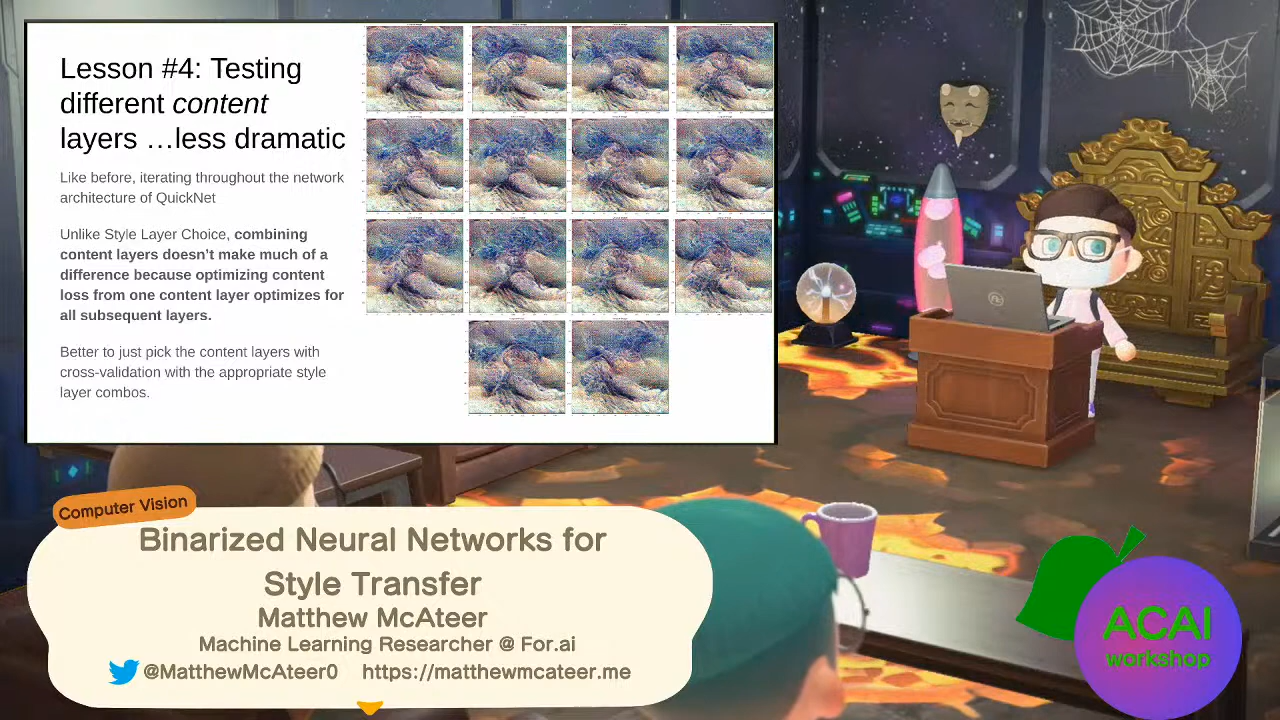 Lesson #4: Testing
different content
layers …less dramatic
Like before, iterating throughout the network
architecture of QuickNet
Unlike Style Layer Choice, combining
content layers doesn't make much of a
difference because optimizing content
loss from one content layer optimizes for
all subsequent layers.
Better to just pick the content layers with
cross-validation with the appropriate style
layer combos.
Computer Vision
Binarized Neural Networks for
Style Transfer
Matthew McAteer
Machine Learning Researcher @ For.ai
@MatthewMcAteer0 https://matthewmcateer.me
ACAI
workshop